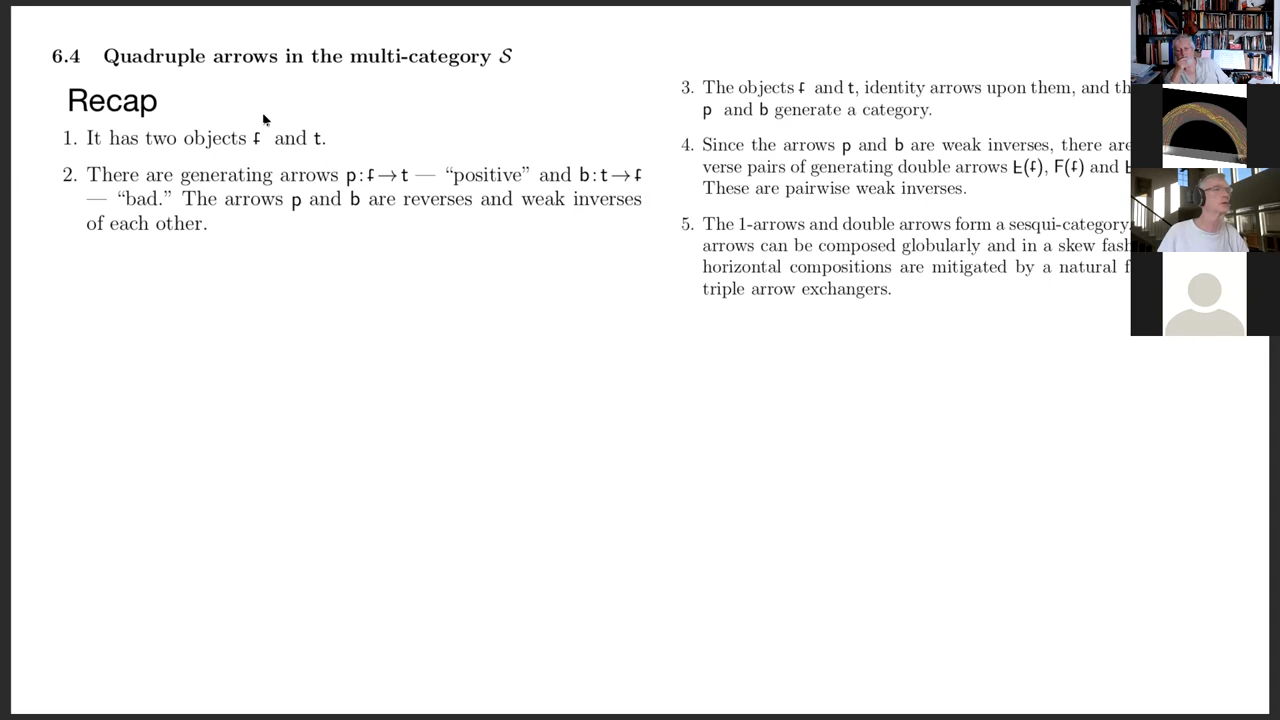 6.4 Quadruple arrows in the multi-category 𝒮
Recap
1. It has two objects ɟ and t.
2. There are generating arrows p:ɟ→t — “positive” and b:t→ɟ
— “bad.” The arrows p and b are reverses and weak inverses
of each other.
3. The objects ɟ and t, identity arrows upon them, and
p and b generate a category.
4. Since the arrows p and b are weak inverses, there are
verse pairs of generating double arrows Ł(ɟ), F(ɟ) and
These are pairwise weak inverses.
5. The 1-arrows and double arrows form a sesqui-category.
arrows can be composed globularly and in a skew
horizontal compositions are mitigated by a natural
triple arrow exchangers.